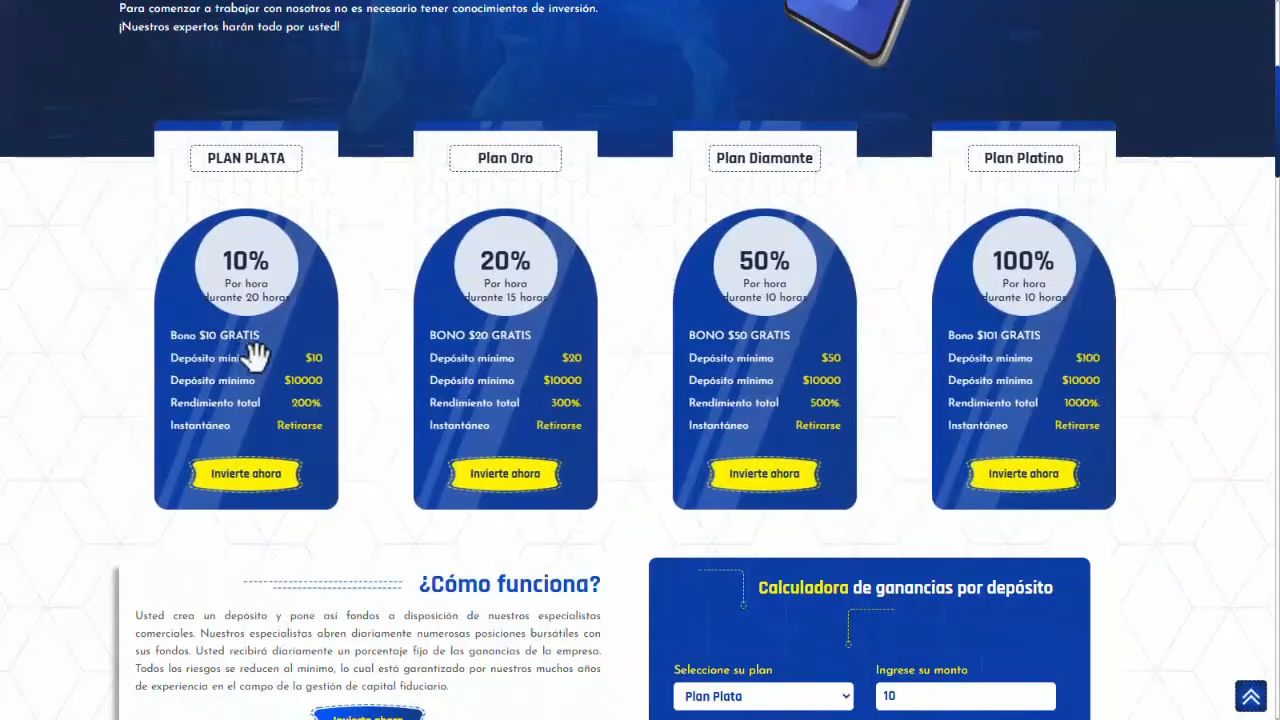 Para comenzar a trabajar con nosotros no es necesario tener conocimientos de inversión.
¡Nuestros expertos harán todo por usted!
PLAN PLATA
10%
Por hora
durante 20 horas
Bono $10 GRATIS
Depósito mínimo $10
Depósito mínimo $10000
Rendimiento total 200%.
Instantáneo Retirarse
Invierte ahora
Plan Oro
20%
Por hora
durante 15 horas
BONO $20 GRATIS
Depósito mínimo $20
Depósito mínimo $10000
Rendimiento total 300%.
Instantáneo Retirarse
Invierte ahora
Plan Diamante
50%
Por hora
durante 10 horas
BONO $50 GRATIS
Depósito mínimo $50
Depósito mínimo $10000
Rendimiento total 500%.
Instantáneo Retirarse
Invierte ahora
Plan Platino
100%
Por hora
durante 10 horas
Bono $101 GRATIS
Depósito mínimo $100
Depósito mínimo $10000
Rendimiento total 1000%.
Instantáneo Retirarse
Invierte ahora
¿Cómo funciona?
Usted crea un depósito y pone así fondos a disposición de nuestros especialistas
comerciales. Nuestros especialistas abren diariamente numerosas posiciones bursátiles con
sus fondos. Usted recibirá diariamente un porcentaje fijo de las ganancias de la empresa.
Todos los riesgos se reducen al mínimo, lo cual está garantizado por nuestros muchos años
de experiencia en el campo de la gestión de capital fiduciario.
Invierte ahora
Calculadora de ganancias por depósito
Seleccione su plan
Plan Plata
Ingrese su monto
10